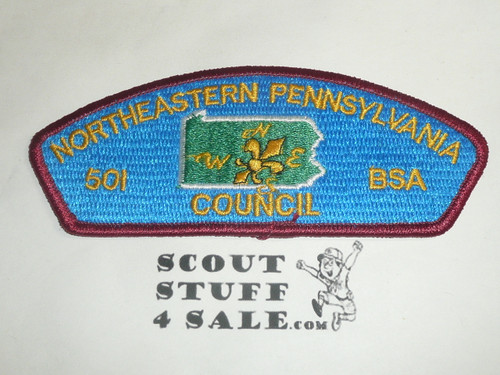 NORTHEASTERN PENNSYLVANIA
N
W E
S
501 BSA
COUNCIL
SCOUT
STUFF
4 SALE.COM